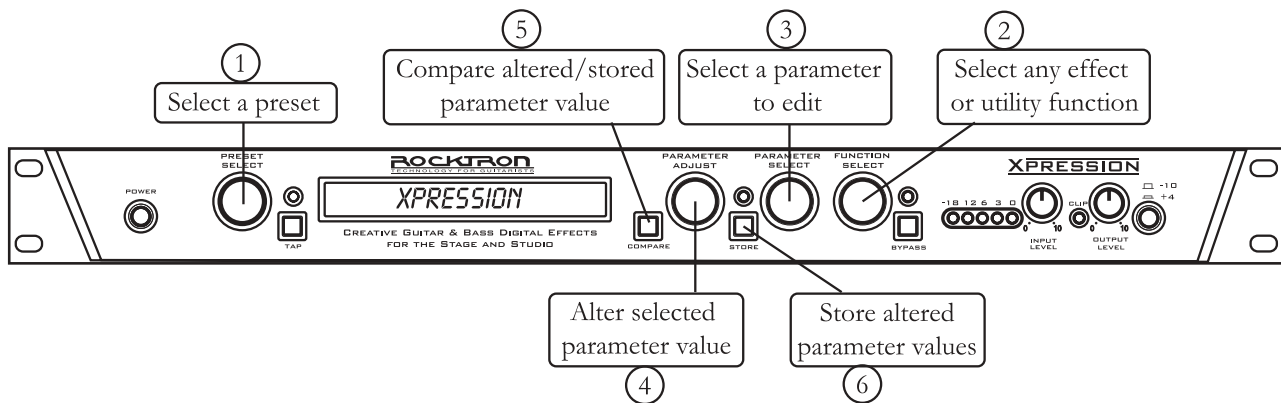 5
3
2
1
Compare altered/stored
parameter value
Select a parameter
to edit
Select any effect
or utility function
Select a preset
PRESET
SELECT
ROCKTRON
TECHNOLOGY FOR GUITARISTS
PARAMETER
ADJUST
PARAMETER
SELECT
FUNCTION
SELECT
XPRESSION
POWER
XPRESSION
-18 12 6 3 0
CLIP
-10
+4
TAP
CREATIVE GUITAR & BASS DIGITAL EFFECTS
FOR THE STAGE AND STUDIO
COMPARE
STORE
BYPASS
0 10
INPUT
LEVEL
0 10
OUTPUT
LEVEL
Alter selected
parameter value
Store altered
parameter values
4
6